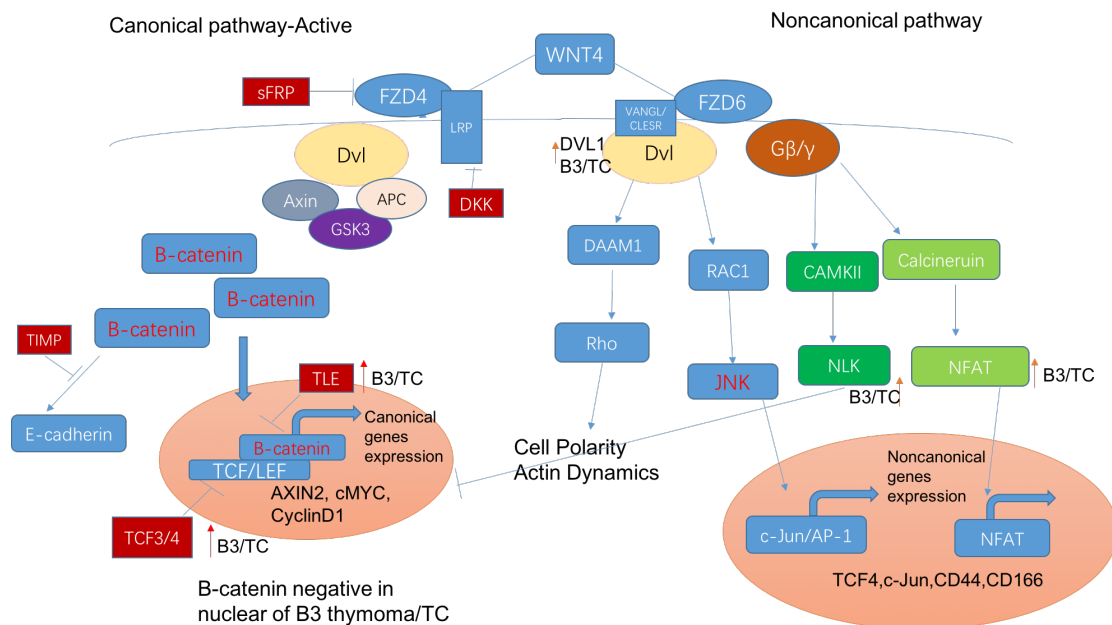 Canonical pathway-Active
Noncanonical pathway
WNT4
sFRP
FZD4
FZD6
LRP
VANGL/
CLESR
Dvl
DVL1
B3/TC
Dvl
Gβ/γ
Axin
APC
DKK
GSK3
B-catenin
DAAM1
RAC1
CAMKII
Calcineruin
B-catenin
B-catenin
TIMP
Rho
TLE
B3/TC
JNK
NLK
NFAT
B3/TC
B3/TC
E-cadherin
Canonical
genes
expression
B-catenin
TCF/LEF
Cell Polarity
Actin Dynamics
Noncanonical
genes
expression
AXIN2, cMYC,
CyclinD1
TCF3/4
B3/TC
c-Jun/AP-1
NFAT
TCF4,c-Jun,CD44,CD166
B-catenin negative in
nuclear of B3 thymoma/TC